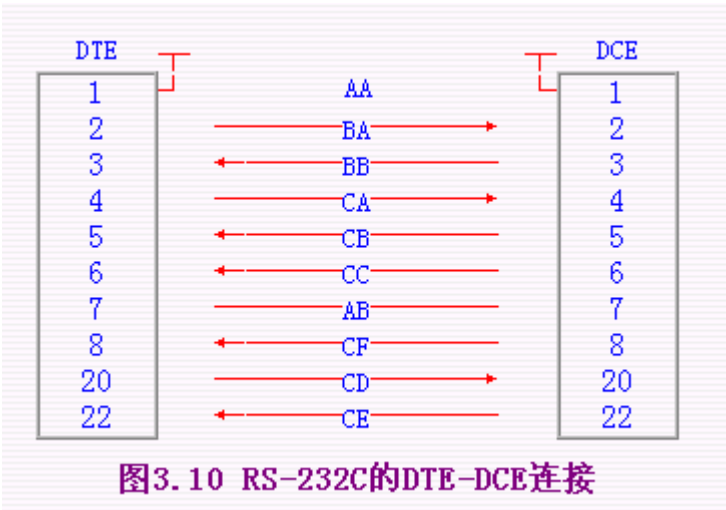 DTE DCE
1 AA 1
2 BA 2
3 BB 3
4 CA 4
5 CB 5
6 CC 6
7 AB 7
8 CF 8
20 CD 20
22 CE 22
图3.10 RS-232C的DTE-DCE连接